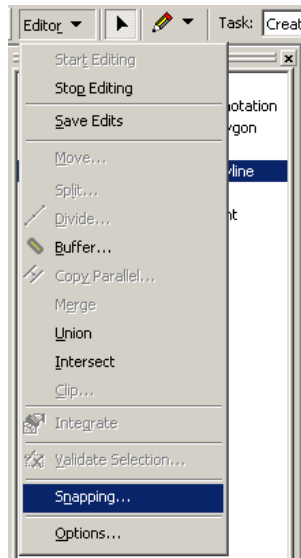 Editor Task: Creat
Start Editing
Stop Editing
otation
Save Edits
ygon
Move...
yline
Split...
Divide...
nt
Buffer...
Copy Parallel...
Merge
Union
Intersect
Clip...
Integrate
Validate Selection...
Snapping...
Options...